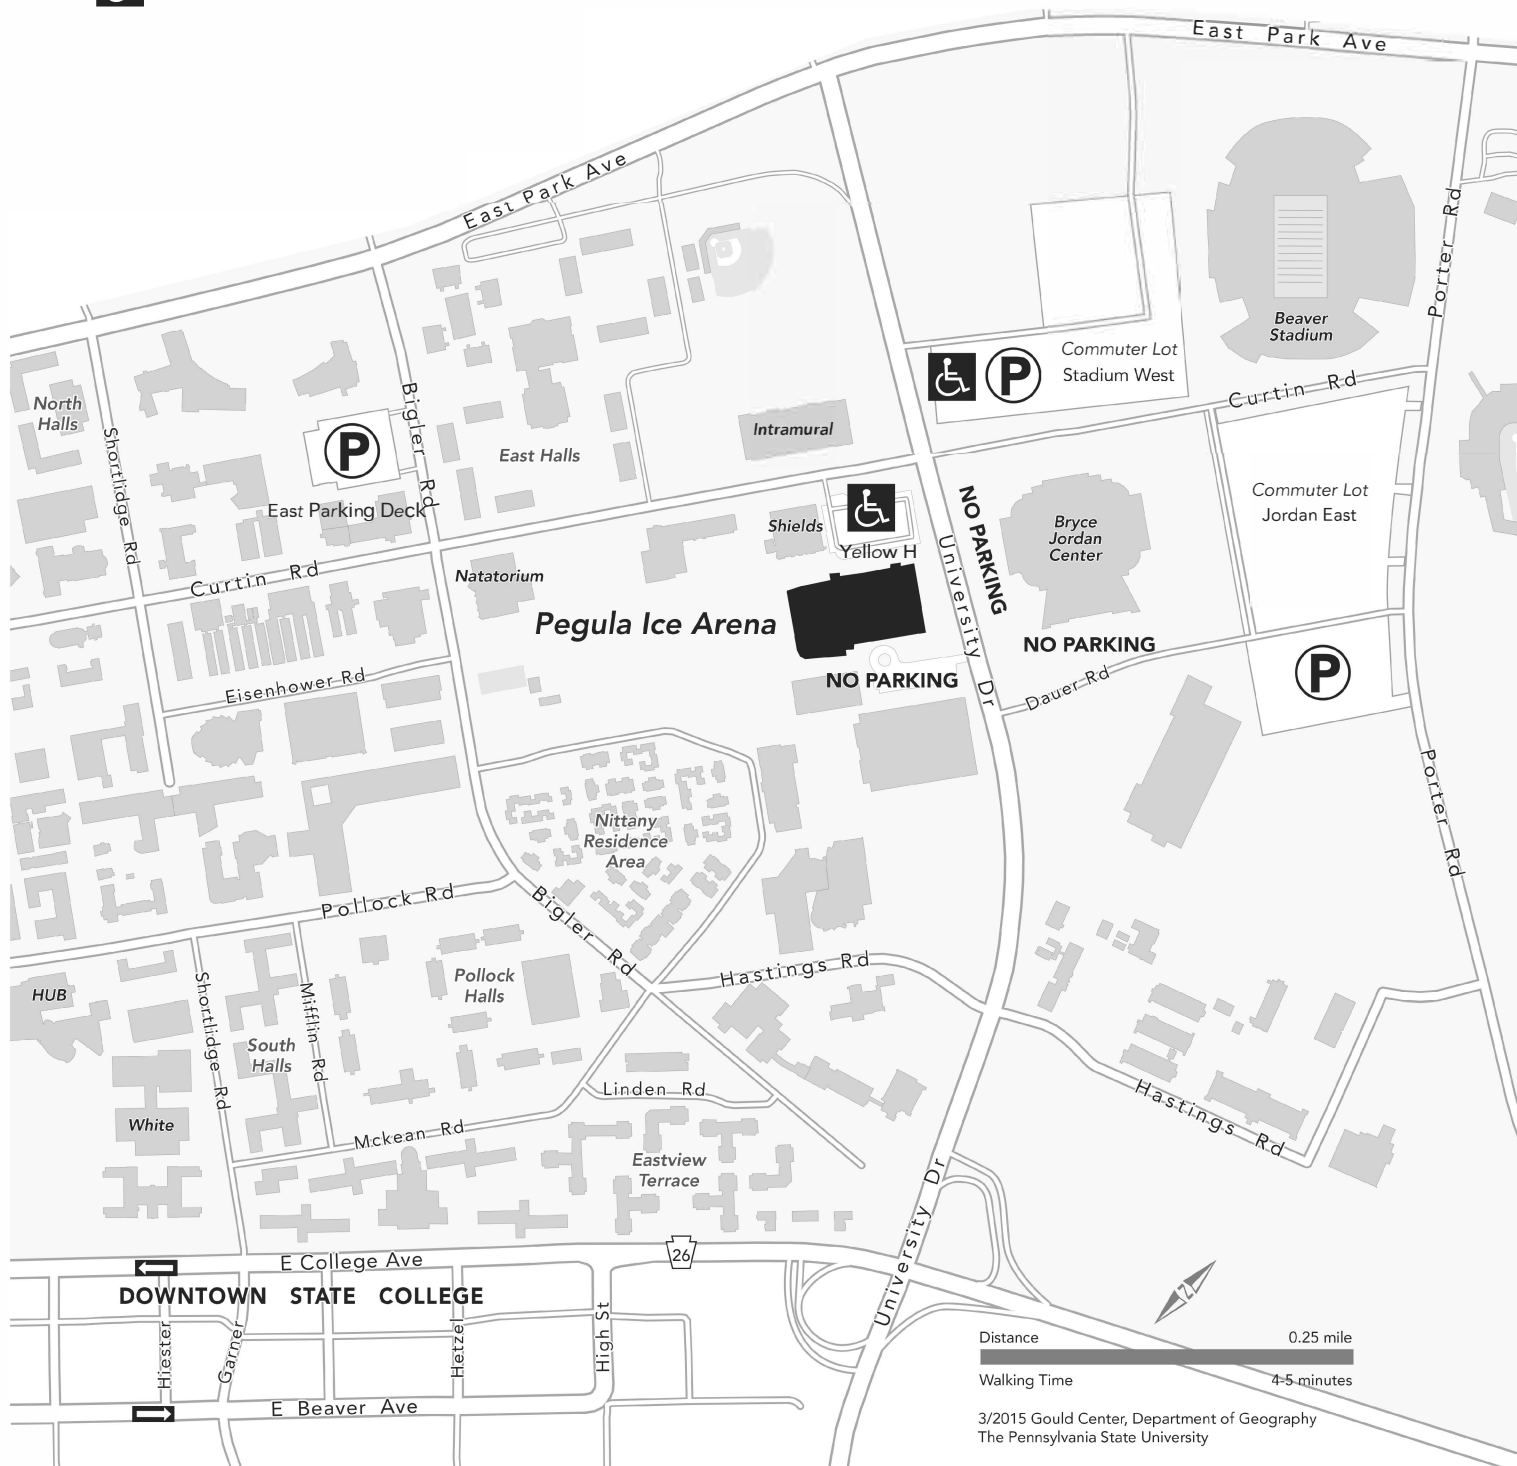 East Park Ave
East Park Ave
Porter Rd
Beaver
Stadium
Commuter Lot
Stadium West
P
Curtin Rd
North
Halls
Shortlidge Rd
Bigler Rd
P
East Parking Deck
East Halls
Intramural
Commuter Lot
Jordan East
NO PARKING
Bryce
Jordan
Center
Shields
Yellow H
University Dr
Curtin Rd
Natatorium
Pegula Ice Arena
NO PARKING
NO PARKING
Dauer Rd
P
Eisenhower Rd
Porter Rd
Nittany
Residence
Area
Pollock Rd
Bigler Rd
Hastings Rd
HUB
Shortlidge Rd
Mifflin Rd
Pollock
Halls
South
Halls
Linden Rd
Hastings Rd
White
Mckean Rd
Eastview
Terrace
University Dr
E College Ave
26
DOWNTOWN STATE COLLEGE
Hiester
Garner
Hetzel
High St
E Beaver Ave
N
Distance 0.25 mile
Walking Time 4-5 minutes
3/2015 Gould Center, Department of Geography
The Pennsylvania State University